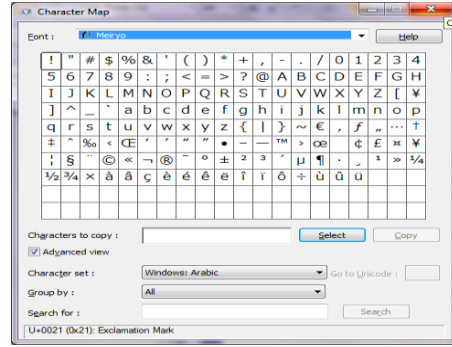 Character Map
Font : Meiryo Help
! " # $ % & ' ( ) * + , - . / 0 1 2 3 4
5 6 7 8 9 : ; < = > ? @ A B C D E F G H
I J K L M N O P Q R S T U V W X Y Z [ ¥
] ^ _ ` a b c d e f g h i j k l m n o p
q r s t u v w x y z { | } ~ € , ƒ „ … †
‡ ˆ ‰ ‹ Œ ‘ ’ “ ” • – — ™ › œ ¢ £ ¤ ¥
¦ § ¨ © « ¬ ® ¯ ° ± ² ³ ´ µ ¶ · ¸ ¹ » ¼
½ ¾ × à â ç è é ê ë î ï ô ÷ ù û ü
Characters to copy : Select Copy
Advanced view
Character set : Windows: Arabic Go to Unicode :
Group by : All
Search for : Search
U+0021 (0x21): Exclamation Mark